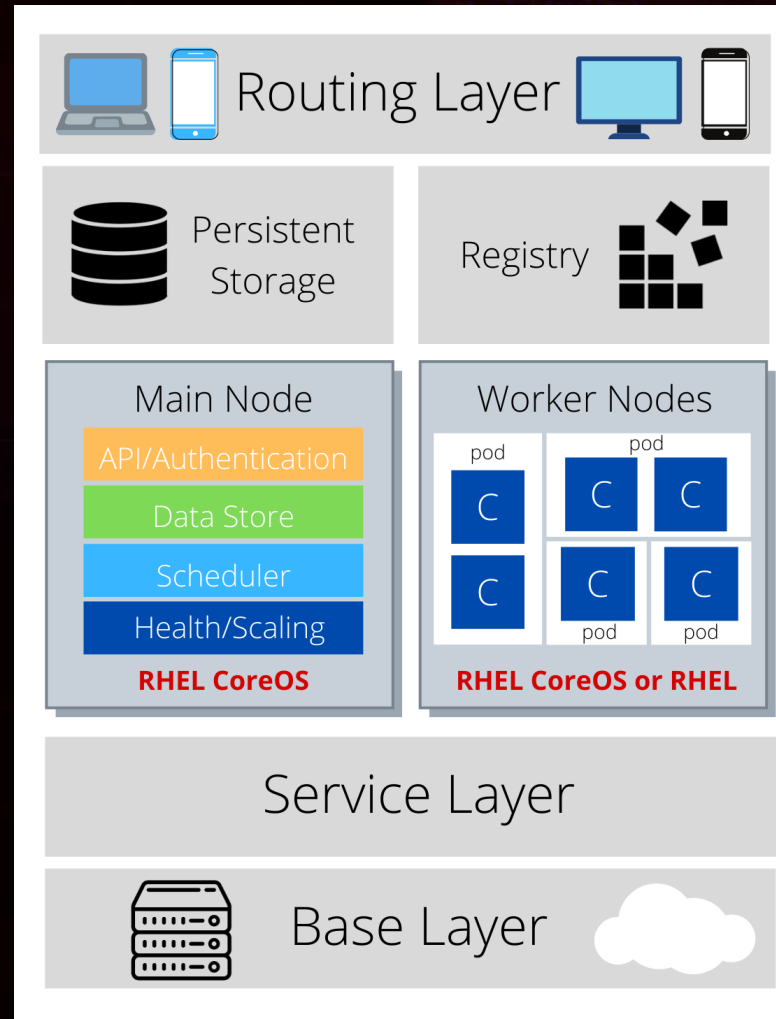 Routing Layer
Persistent
Storage
Registry
Main Node
API/Authentication
Data Store
Scheduler
Health/Scaling
RHEL CoreOS
Worker Nodes
pod
C
C
pod
C
C
C
pod
C
pod
RHEL CoreOS or RHEL
Service Layer
Base Layer